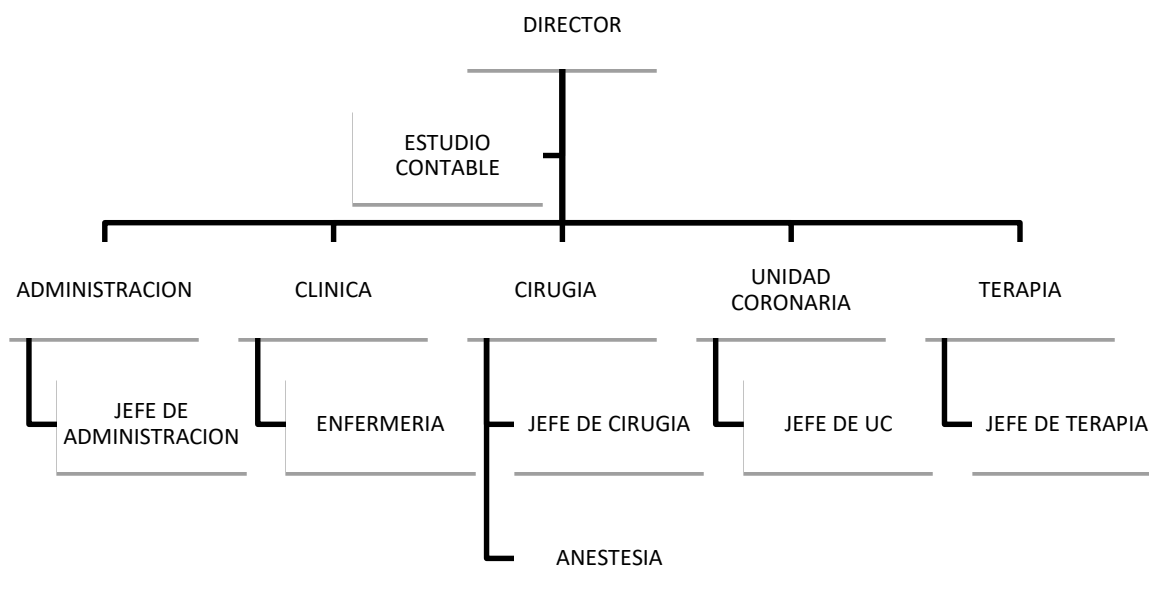 DIRECTOR
ESTUDIO
CONTABLE
ADMINISTRACION
CLINICA
CIRUGIA
UNIDAD
CORONARIA
TERAPIA
JEFE DE
ADMINISTRACION
ENFERMERIA
JEFE DE CIRUGIA
JEFE DE UC
JEFE DE TERAPIA
ANESTESIA